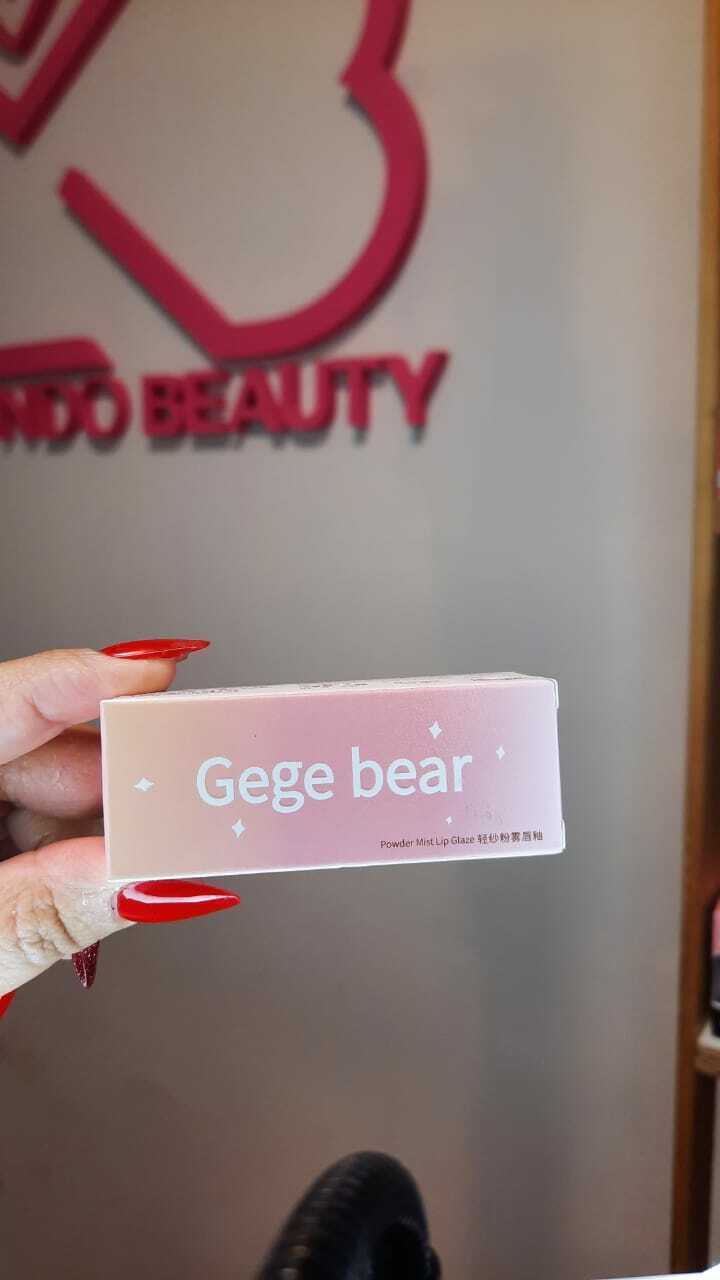 NDO BEAUTY
Gege bear
Powder Mist Lip Glaze 轻纱粉雾唇釉